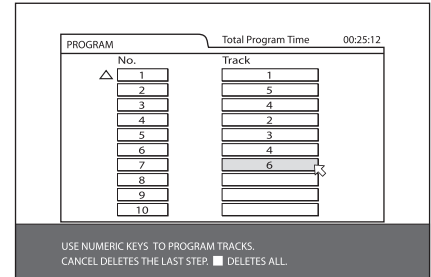 PROGRAM Total Program Time 00:25:12
No. Track
1 1
2 5
3 4
4 2
5 3
6 4
7 6
8
9
10
USE NUMERIC KEYS TO PROGRAM TRACKS.
CANCEL DELETES THE LAST STEP. DELETES ALL.